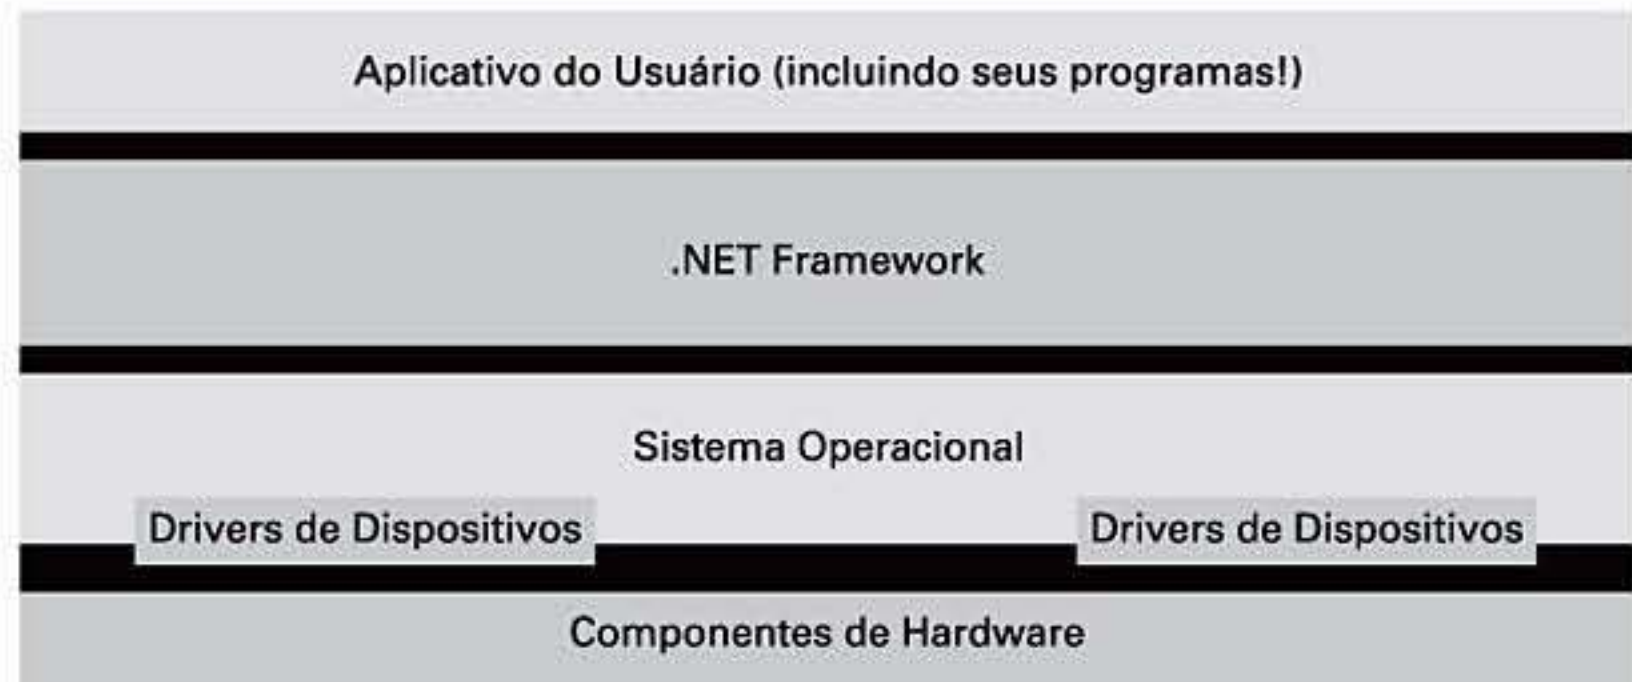 Aplicativo do Usuário (incluindo seus programas!)
.NET Framework
Sistema Operacional
Drivers de Dispositivos
Drivers de Dispositivos
Componentes de Hardware